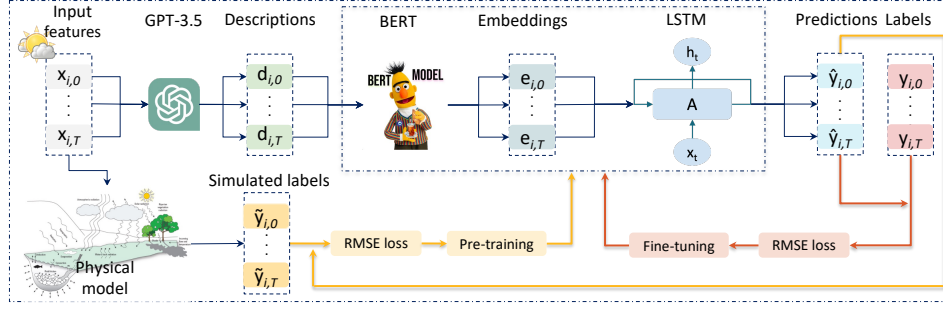 Input
features
GPT-3.5
Descriptions
BERT
Embeddings
LSTM
Predictions
Labels
x_{i,0}
x_{i,T}
d_{i,0}
d_{i,T}
BERT
MODEL
e_{i,0}
e_{i,T}
h_t
A
x_t
ŷ_{i,0}
ŷ_{i,T}
y_{i,0}
y_{i,T}
Simulated labels
ỹ_{i,0}
ỹ_{i,T}
Physical
model
RMSE loss
Pre-training
Fine-tuning
RMSE loss